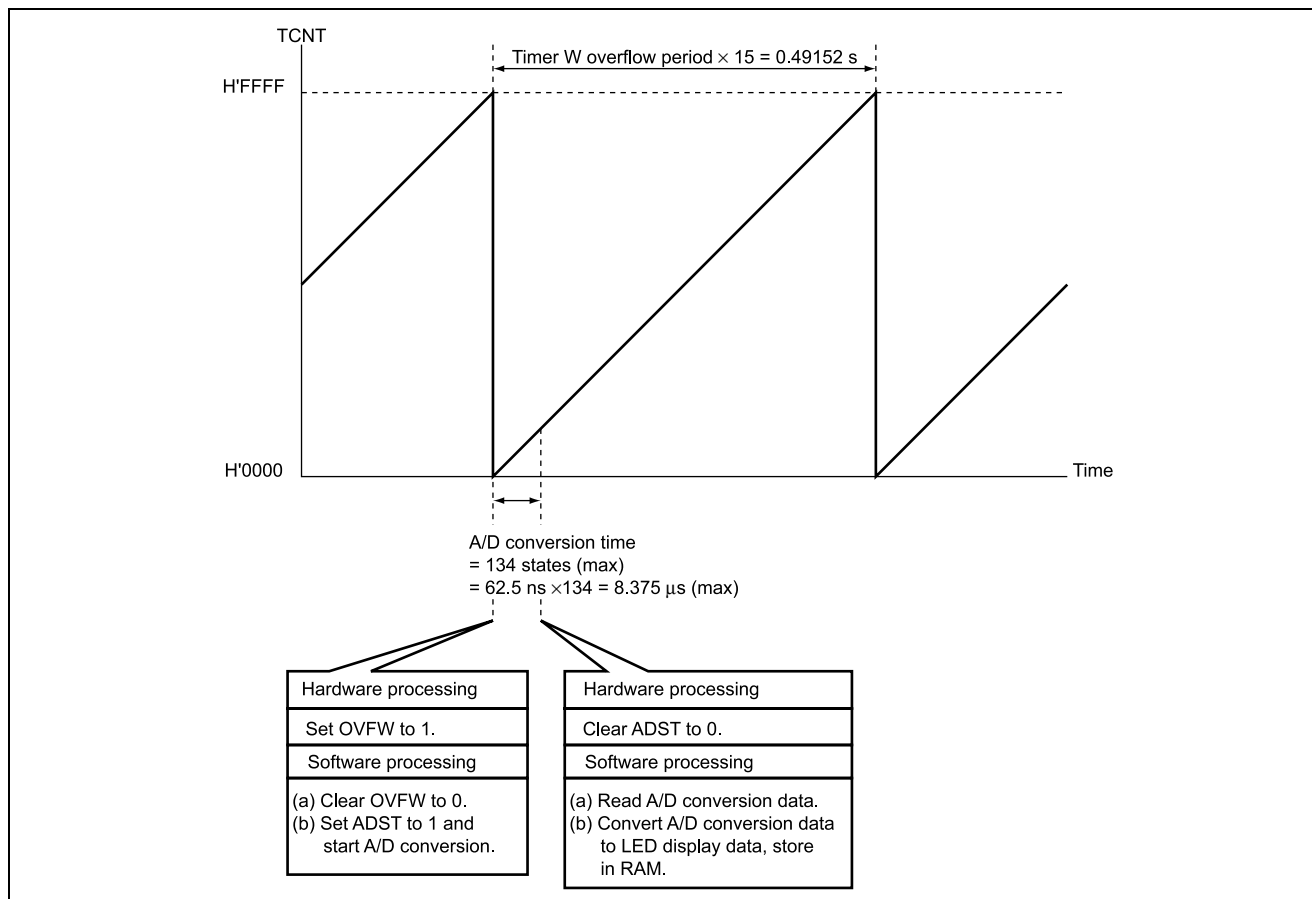 TCNT
Timer W overflow period × 15 = 0.49152 s
H'FFFF
H'0000
Time
A/D conversion time
= 134 states (max)
= 62.5 ns ×134 = 8.375 μs (max)
Hardware processing
Set OVFW to 1.
Software processing
(a) Clear OVFW to 0.
(b) Set ADST to 1 and
start A/D conversion.
Hardware processing
Clear ADST to 0.
Software processing
(a) Read A/D conversion data.
(b) Convert A/D conversion data
to LED display data, store
in RAM.